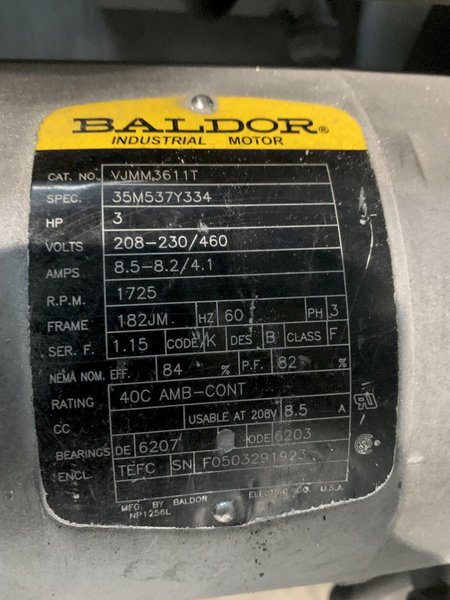 BALDOR®
INDUSTRIAL MOTOR
CAT. NO. VJMM3611T
SPEC. 35M537Y334
HP 3
VOLTS 208-230/460
AMPS 8.5-8.2/4.1
R.P.M. 1725
FRAME 182JM HZ 60 PH 3
SER. F. 1.15 CODE K DES B CLASS F
NEMA NOM. EFF. 84 % P.F. 82 %
RATING 40C AMB-CONT
CC USABLE AT 208V 8.5 A
BEARINGS DE 6207 ODE 6203
ENCL. TEFC SN F0503291923
MFG. BY BALDOR ELECTRIC CO. U.S.A.
NP1256L